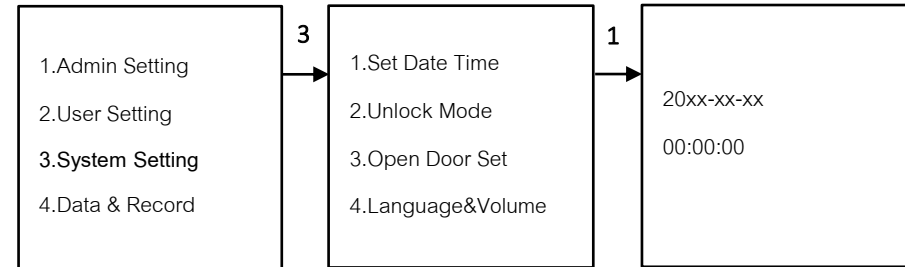 1.Admin Setting
2.User Setting
3.System Setting
4.Data & Record
3
1.Set Date Time
2.Unlock Mode
3.Open Door Set
4.Language&Volume
1
20xx-xx-xx
00:00:00